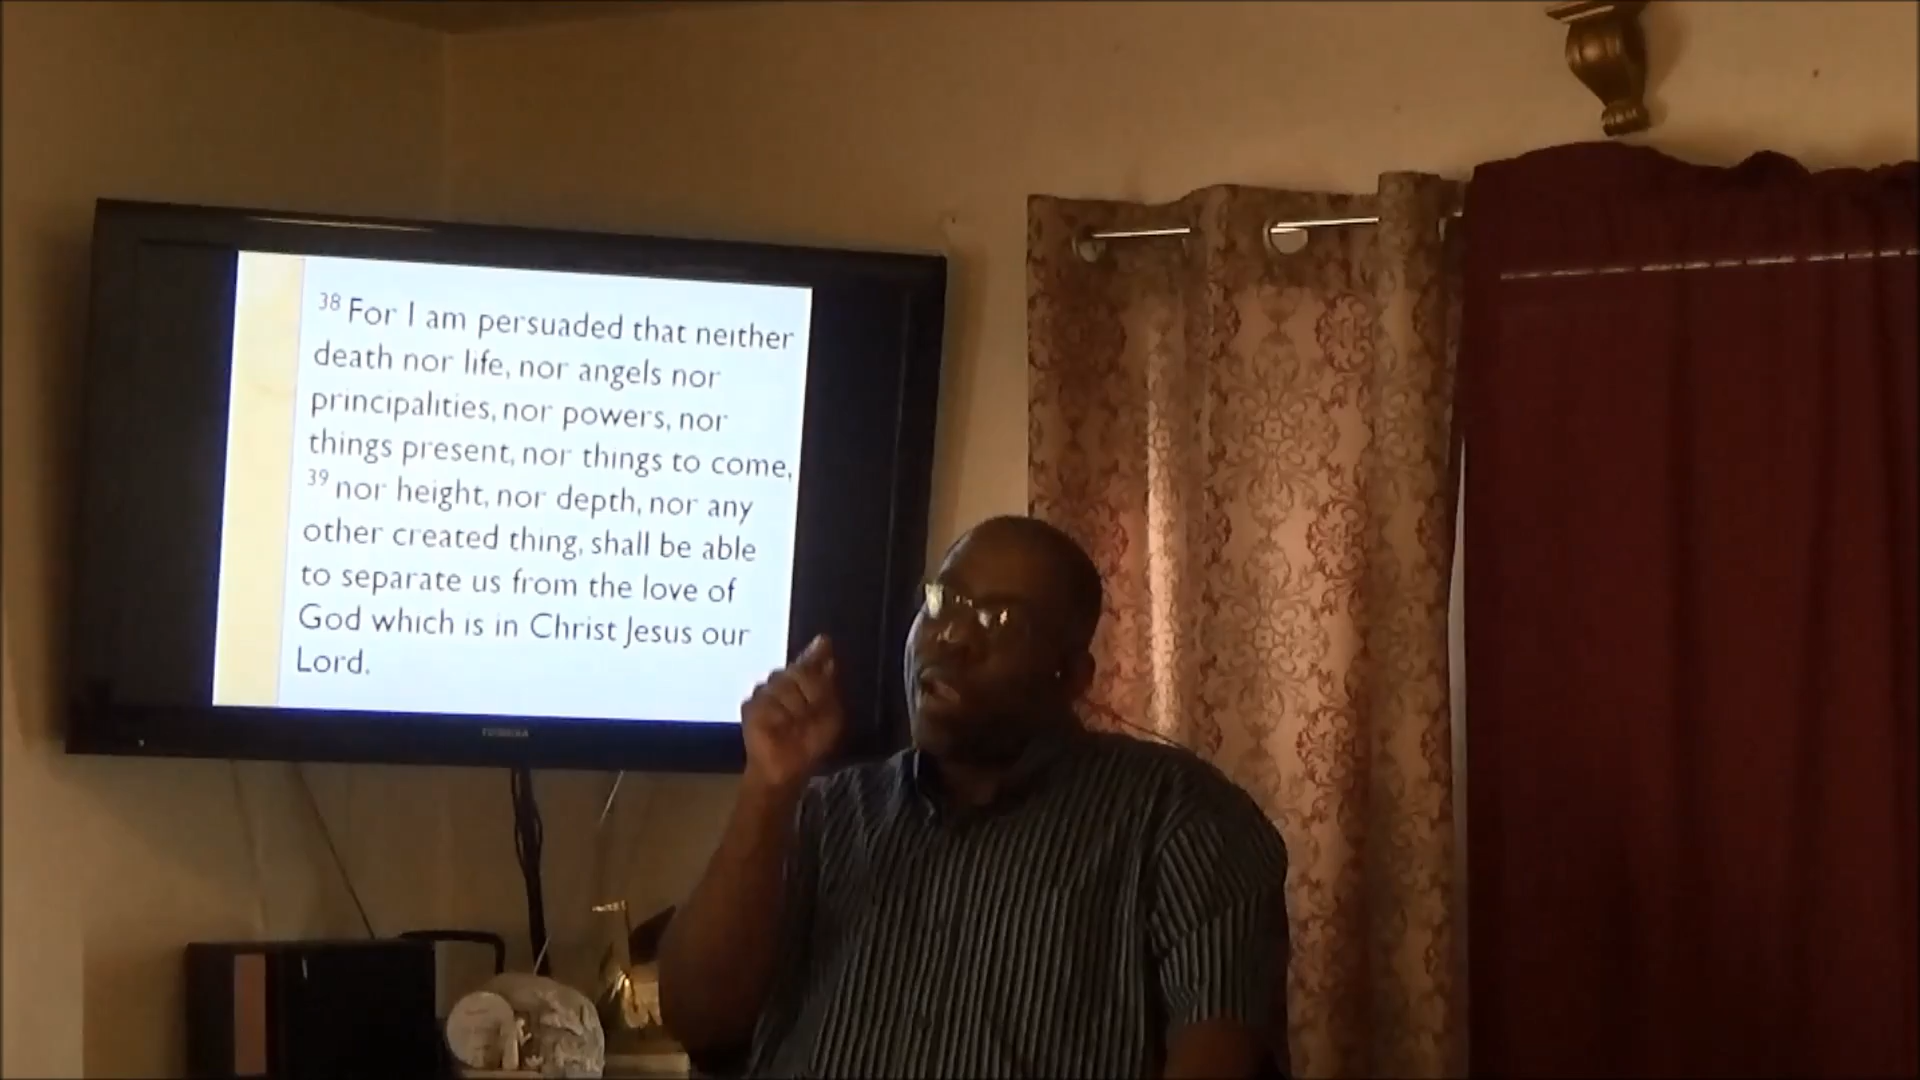 38 For I am persuaded that neither
death nor life, nor angels nor
principalities, nor powers, nor
things present, nor things to come,
39 nor height, nor depth, nor any
other created thing, shall be able
to separate us from the love of
God which is in Christ Jesus our
Lord.
TOSHIBA